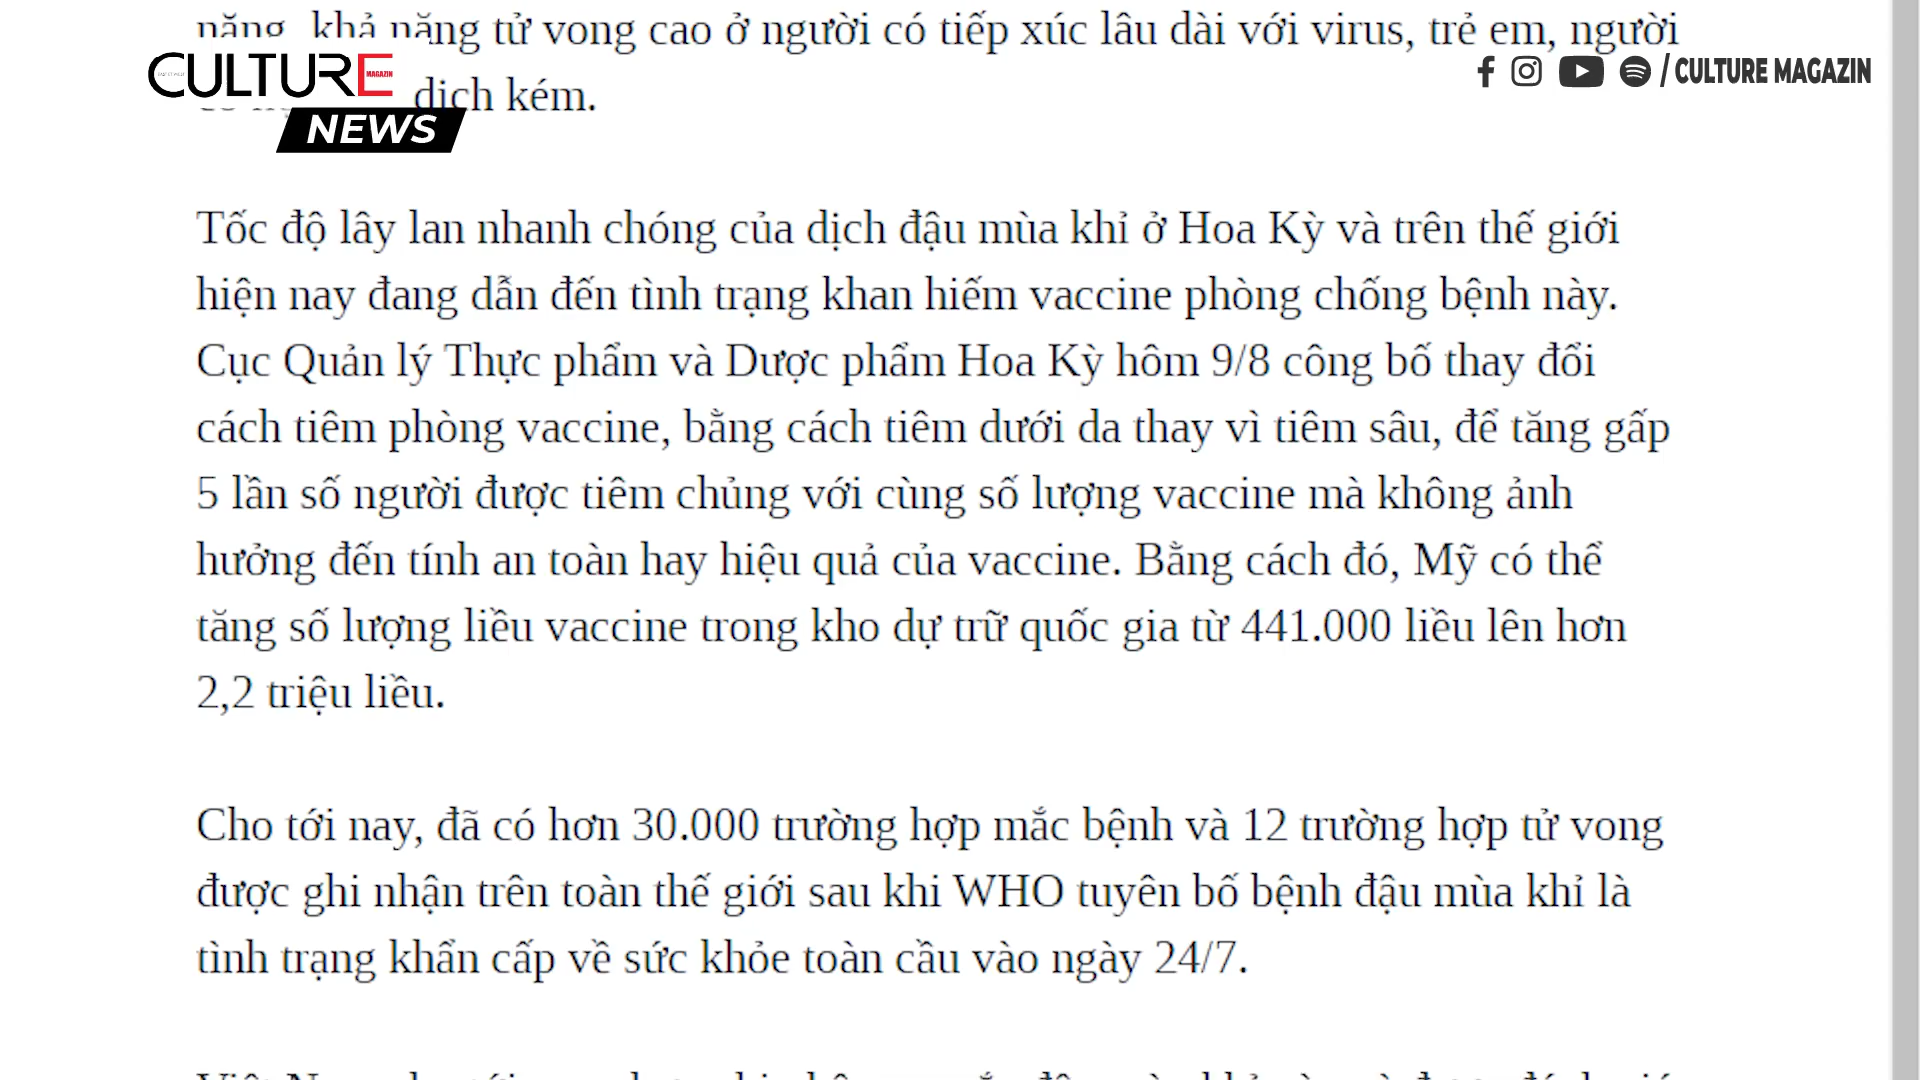 năng, khả năng tử vong cao ở người có tiếp xúc lâu dài với virus, trẻ em, người
CULTURE
MAGAZIN
/ CULTURE MAGAZIN
dịch kém.
NEWS
Tốc độ lây lan nhanh chóng của dịch đậu mùa khỉ ở Hoa Kỳ và trên thế giới
hiện nay đang dẫn đến tình trạng khan hiếm vaccine phòng chống bệnh này.
Cục Quản lý Thực phẩm và Dược phẩm Hoa Kỳ hôm 9/8 công bố thay đổi
cách tiêm phòng vaccine, bằng cách tiêm dưới da thay vì tiêm sâu, để tăng gấp
5 lần số người được tiêm chủng với cùng số lượng vaccine mà không ảnh
hưởng đến tính an toàn hay hiệu quả của vaccine. Bằng cách đó, Mỹ có thể
tăng số lượng liều vaccine trong kho dự trữ quốc gia từ 441.000 liều lên hơn
2,2 triệu liều.
Cho tới nay, đã có hơn 30.000 trường hợp mắc bệnh và 12 trường hợp tử vong
được ghi nhận trên toàn thế giới sau khi WHO tuyên bố bệnh đậu mùa khỉ là
tình trạng khẩn cấp về sức khỏe toàn cầu vào ngày 24/7.